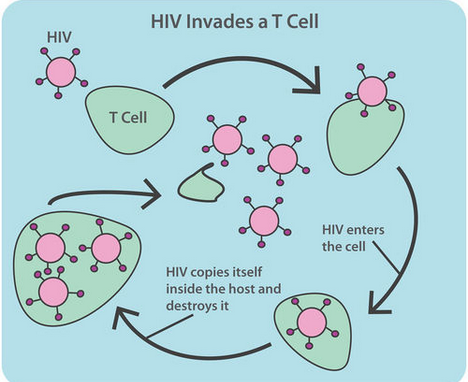 HIV Invades a T Cell
HIV
T Cell
HIV enters
the cell
HIV copies itself
inside the host and
destroys it